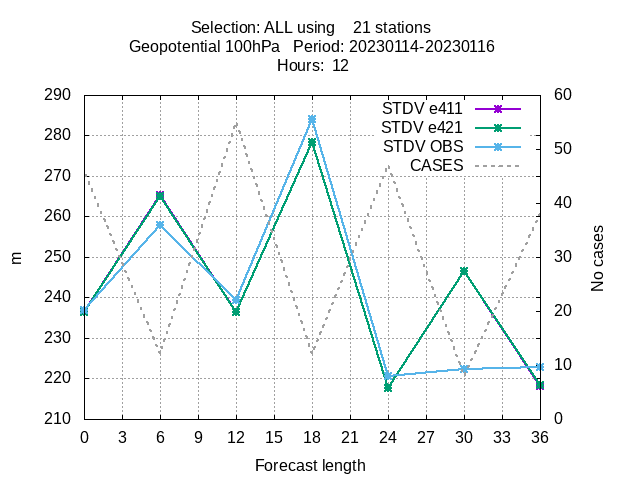 Selection: ALL using    21 stations
Geopotential 100hPa   Period: 20230114-20230116
Hours:  12
STDV e411
STDV e421
STDV OBS
CASES
290
280
270
260
250
240
230
220
210
m
60
50
40
30
20
10
0
No cases
0 3 6 9 12 15 18 21 24 27 30 33 36
Forecast length